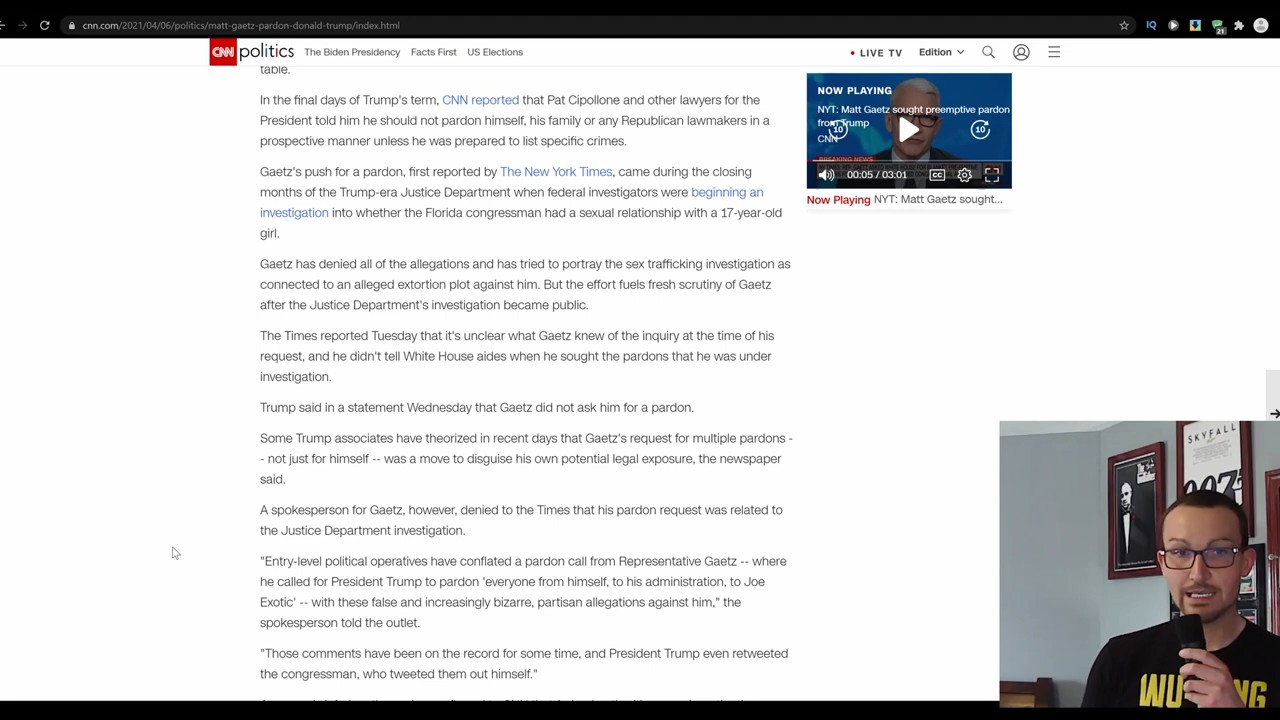 cnn.com/2021/04/06/politics/matt-gaetz-pardon-donald-trump/index.html
IQ
21
CNN politics The Biden Presidency Facts First US Elections
LIVE TV Edition
table.
In the final days of Trump's term, CNN reported that Pat Cipollone and other lawyers for the
President told him he should not pardon himself, his family or any Republican lawmakers in a
prospective manner unless he was prepared to list specific crimes.
Gaetz's push for a pardon, first reported by The New York Times, came during the closing
months of the Trump-era Justice Department when federal investigators were beginning an
investigation into whether the Florida congressman had a sexual relationship with a 17-year-old
girl.
Gaetz has denied all of the allegations and has tried to portray the sex trafficking investigation as
connected to an alleged extortion plot against him. But the effort fuels fresh scrutiny of Gaetz
after the Justice Department's investigation became public.
The Times reported Tuesday that it's unclear what Gaetz knew of the inquiry at the time of his
request, and he didn't tell White House aides when he sought the pardons that he was under
investigation.
Trump said in a statement Wednesday that Gaetz did not ask him for a pardon.
Some Trump associates have theorized in recent days that Gaetz's request for multiple pardons -
- not just for himself -- was a move to disguise his own potential legal exposure, the newspaper
said.
A spokesperson for Gaetz, however, denied to the Times that his pardon request was related to
the Justice Department investigation.
"Entry-level political operatives have conflated a pardon call from Representative Gaetz -- where
he called for President Trump to pardon 'everyone from himself, to his administration, to Joe
Exotic' -- with these false and increasingly bizarre, partisan allegations against him," the
spokesperson told the outlet.
"Those comments have been on the record for some time, and President Trump even retweeted
the congressman, who tweeted them out himself."
NOW PLAYING
NYT: Matt Gaetz sought preemptive pardon
from Trump
CNN
10
10
BREAKING NEWS
00:05 / 03:01
CC
Now Playing NYT: Matt Gaetz sought...
SKYFALL
007